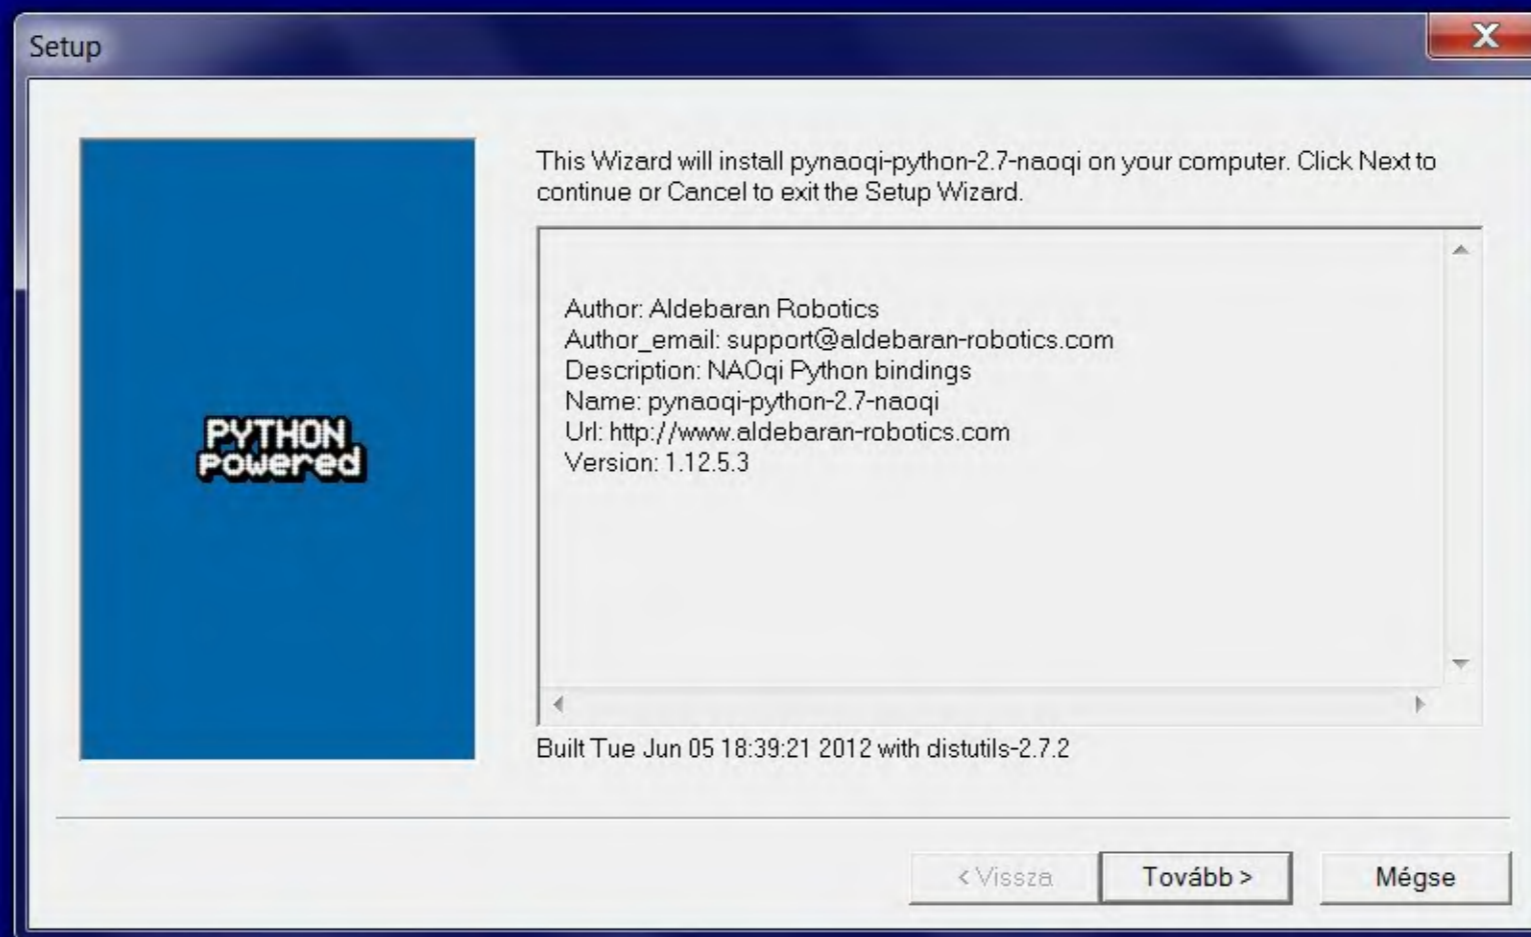 Setup
X
PYTHON
powered
This Wizard will install pynaoqi-python-2.7-naoqi on your computer. Click Next to
continue or Cancel to exit the Setup Wizard.
Author: Aldebaran Robotics
Author_email: support@aldebaran-robotics.com
Description: NAOqi Python bindings
Name: pynaoqi-python-2.7-naoqi
Url: http://www.aldebaran-robotics.com
Version: 1.12.5.3
Built Tue Jun 05 18:39:21 2012 with distutils-2.7.2
< Vissza
Tovább >
Mégse